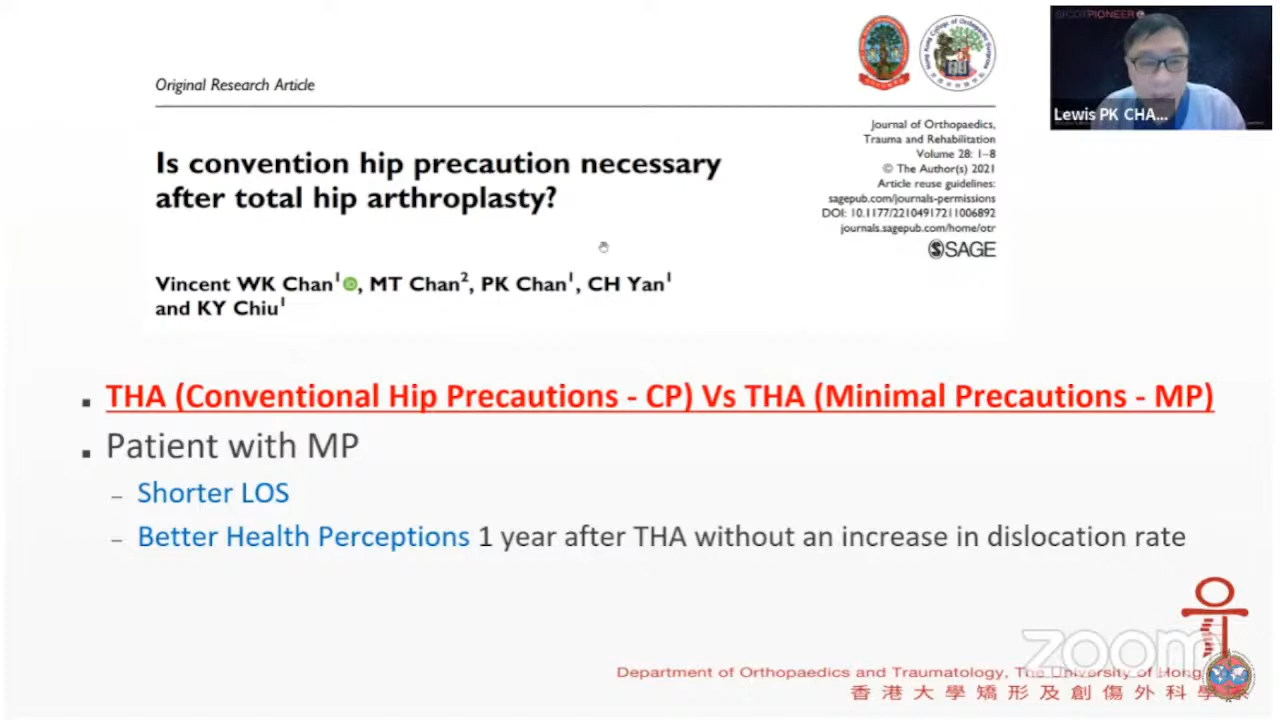 SICOTPIONEER
Lewis PK CHA...
Original Research Article
Journal of Orthopaedics,
Trauma and Rehabilitation
Volume 28: 1–8
© The Author(s) 2021
Article reuse guidelines:
sagepub.com/journals-permissions
DOI: 10.1177/22104917211006892
journals.sagepub.com/home/otr
SAGE
Is convention hip precaution necessary
after total hip arthroplasty?
Vincent WK Chan1, MT Chan2, PK Chan1, CH Yan1
and KY Chiu1
▪ THA (Conventional Hip Precautions - CP) Vs THA (Minimal Precautions - MP)
▪ Patient with MP
– Shorter LOS
– Better Health Perceptions 1 year after THA without an increase in dislocation rate
zoom
Department of Orthopaedics and Traumatology, The University of Hong
香港大學矯形及創傷外科學